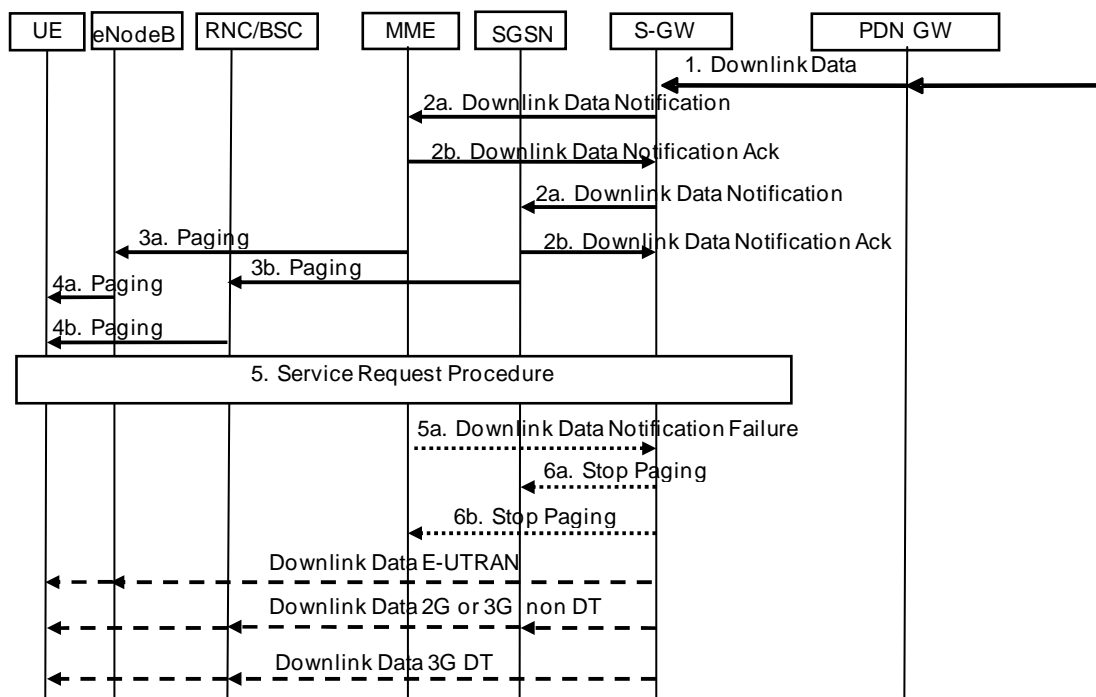 UE
eNodeB
RNC/BSC
MME
SGSN
S-GW
PDN GW
1. Downlink Data
2a. Downlink Data Notification
2b. Downlink Data Notification Ack
2a. Downlink Data Notification
3a. Paging
2b. Downlink Data Notification Ack
3b. Paging
4a. Paging
4b. Paging
5. Service Request Procedure
5a. Downlink Data Notification Failure
6a. Stop Paging
6b. Stop Paging
Downlink Data E-UTRAN
Downlink Data 2G or 3G non DT
Downlink Data 3G DT